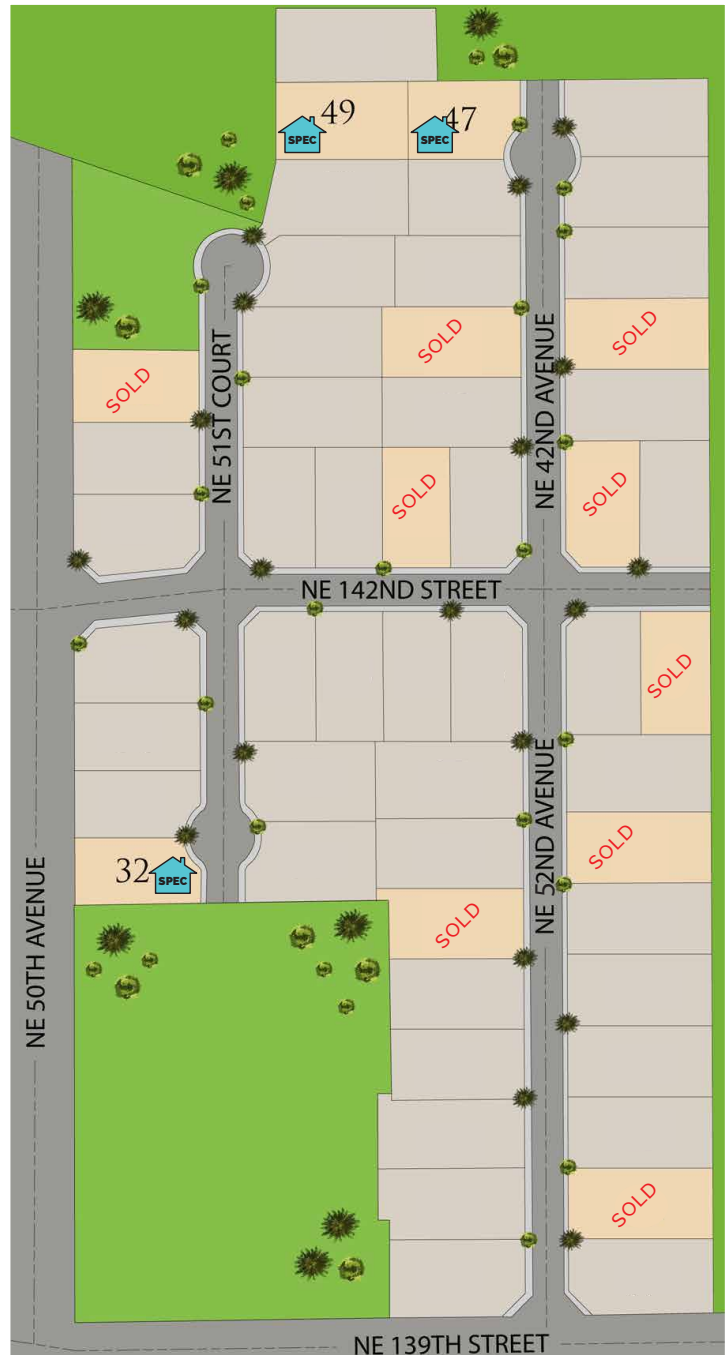 49
SPEC
47
SPEC
SOLD
SOLD
SOLD
NE 51ST COURT
NE 42ND AVENUE
SOLD
SOLD
NE 142ND STREET
SOLD
NE 52ND AVENUE
SOLD
32
SPEC
NE 50TH AVENUE
SOLD
SOLD
NE 139TH STREET